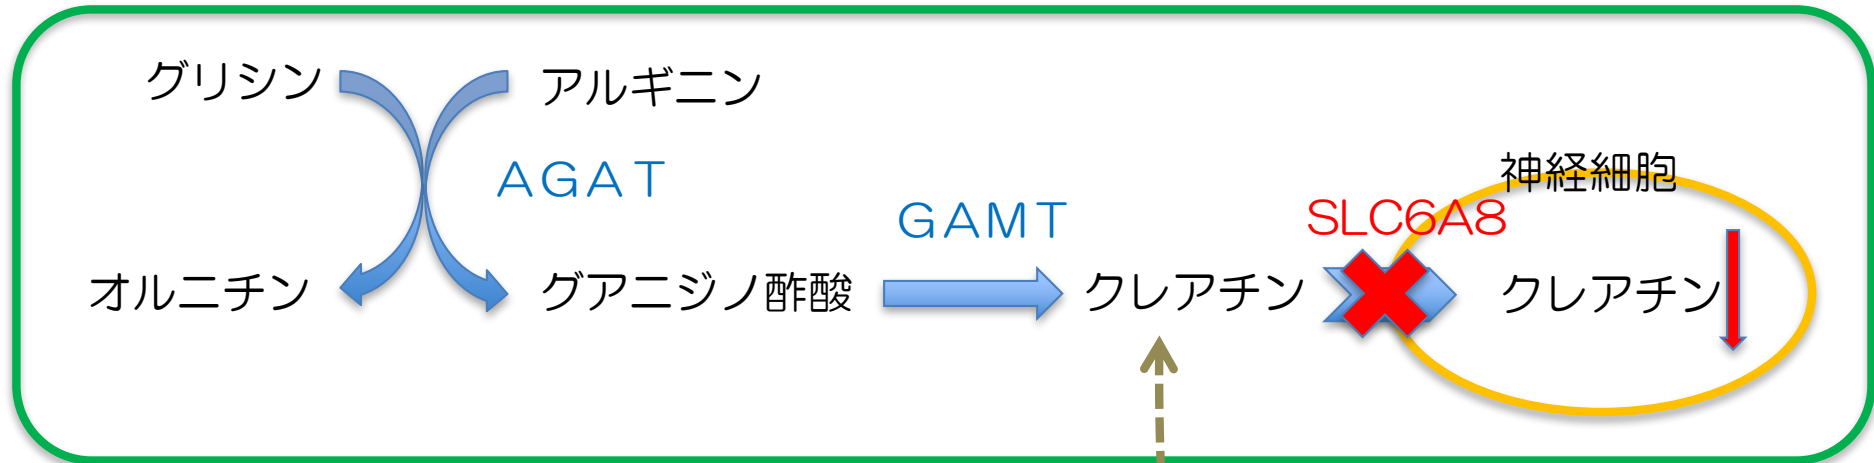 グリシン
アルギニン
AGAT
神経細胞
GAMT
SLC6A8
オルニチン
グアニジノ酢酸
クレアチン
クレアチン